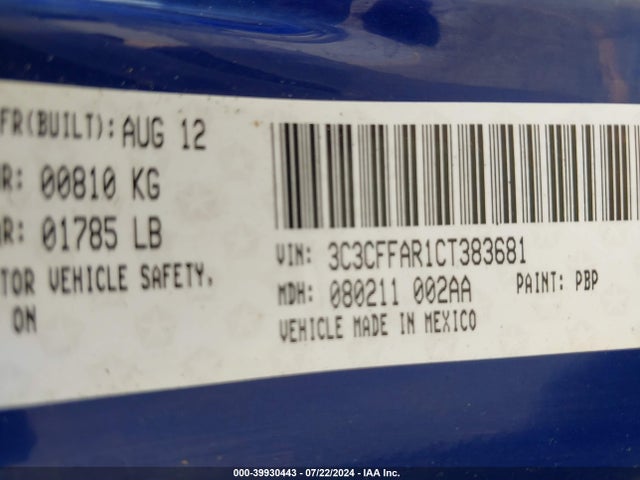 FR(BUILT): AUG 12
R: 00810 KG
R: 01785 LB
TOR VEHICLE SAFETY,
ON
VIN: 3C3CFFAR1CT383681
MDH: 080211 002AA PAINT: PBP
VEHICLE MADE IN MEXICO
000-39930443 - 07/22/2024 - IAA Inc.